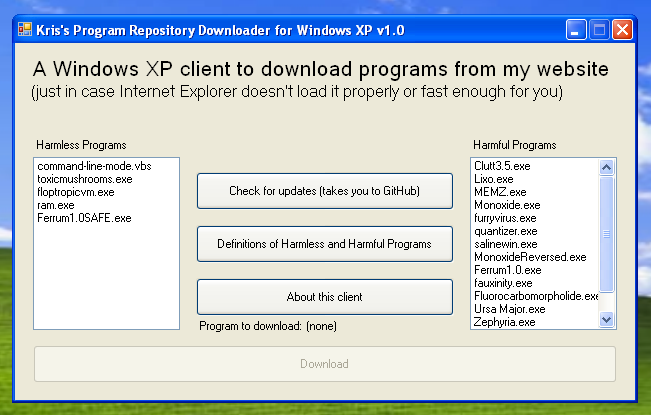 Kris's Program Repository Downloader for Windows XP v1.0
A Windows XP client to download programs from my website
(just in case Internet Explorer doesn't load it properly or fast enough for you)
Harmless Programs
command-line-mode.vbs
toxicmushrooms.exe
floptropicvm.exe
ram.exe
Ferrum1.0SAFE.exe
Check for updates (takes you to GitHub)
Definitions of Harmless and Harmful Programs
About this client
Program to download: (none)
Harmful Programs
Clutt3.5.exe
Lixo.exe
MEMZ.exe
Monoxide.exe
furryvirus.exe
quantizer.exe
salinewin.exe
MonoxideReversed.exe
Ferrum1.0.exe
fauxinity.exe
Fluorocarbomorpholide.exe
Ursa Major.exe
Zephyria.exe
Download